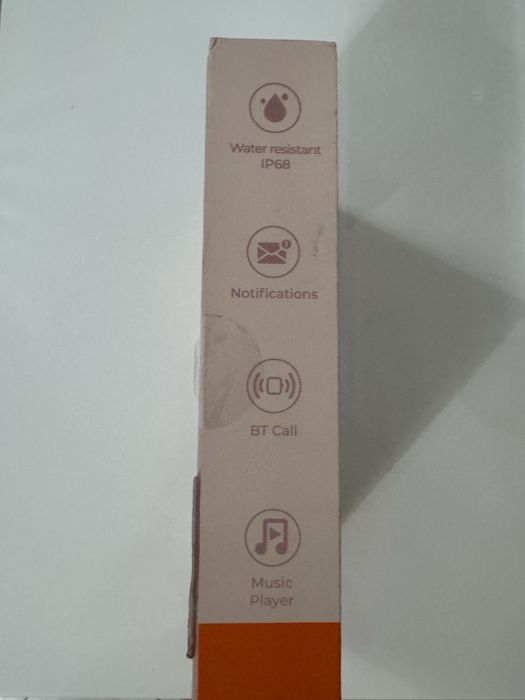 Water resistant
IP68
Notifications
BT Call
Music
Player